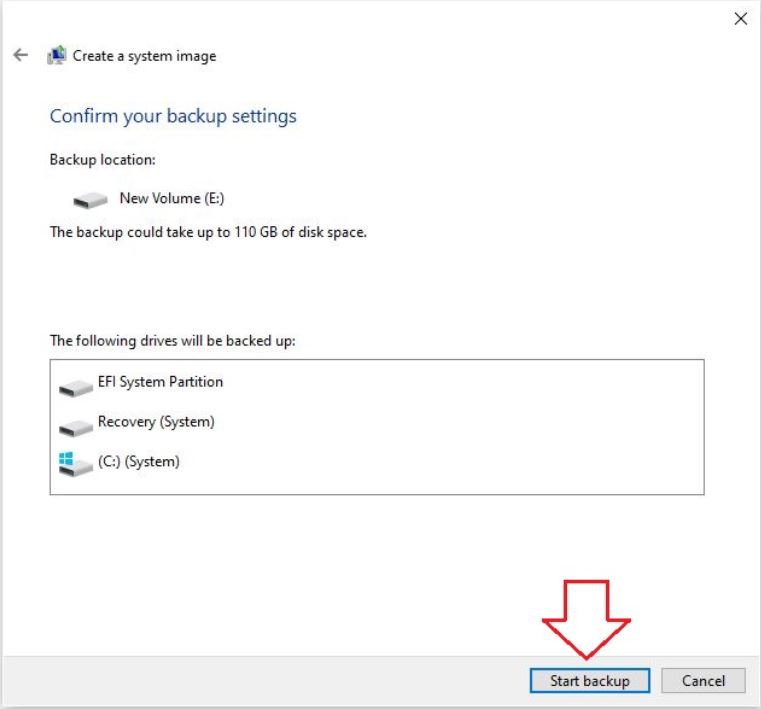 Create a system image
Confirm your backup settings
Backup location:
New Volume (E:)
The backup could take up to 110 GB of disk space.
The following drives will be backed up:
EFI System Partition
Recovery (System)
(C:) (System)
Start backup
Cancel